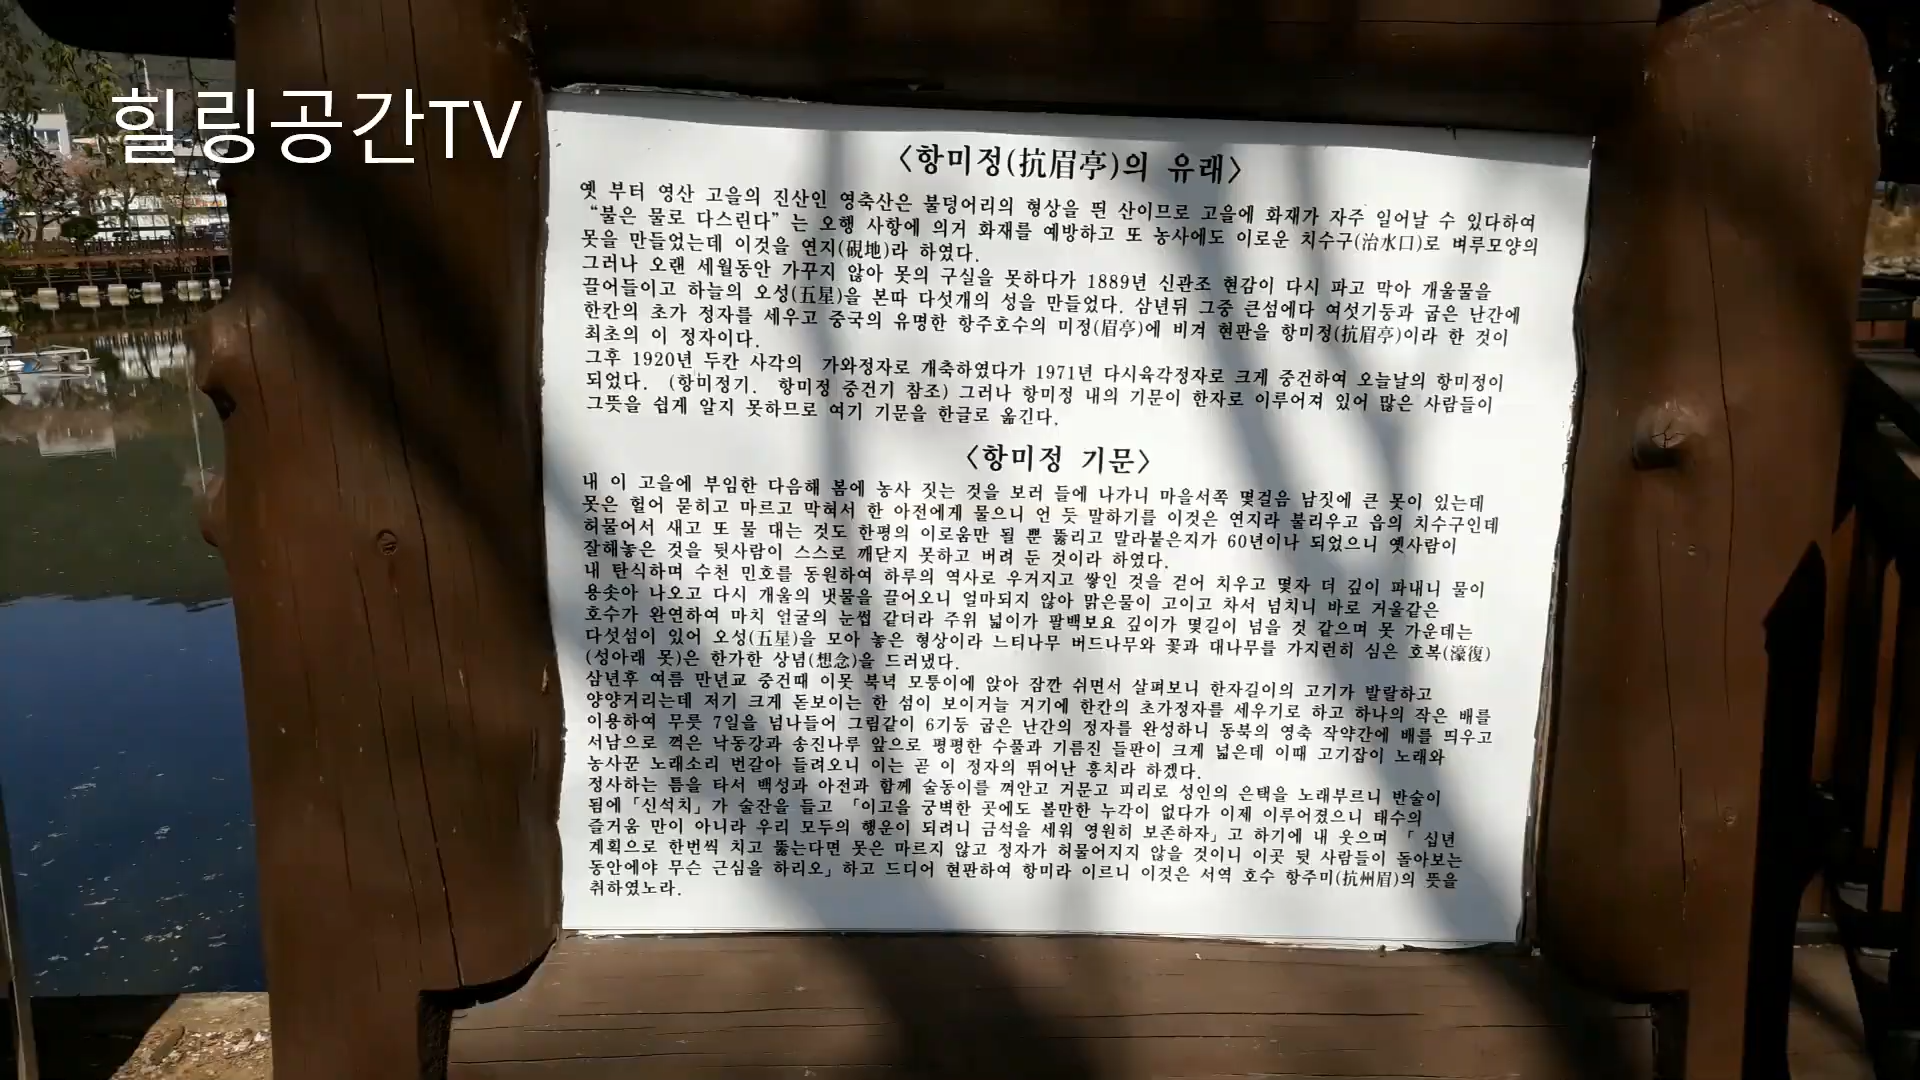 힐링공간TV
<항미정(抗眉亭)의 유래>
옛 부터 영산 고을의 진산인 영축산은 불덩어리의 형상을 띈 산이므로 고을에 화재가 자주 일어날 수 있다하여
“불은 물로 다스린다” 는 오행 사항에 의거 화재를 예방하고 또 농사에도 이로운 치수구(治水口)로 벼루모양의
못을 만들었는데 이것을 연지(硯地)라 하였다.
그러나 오랜 세월동안 가꾸지 않아 못의 구실을 못하다가 1889년 신관조 현감이 다시 파고 막아 개울물을
끌어들이고 하늘의 오성(五星)을 본따 다섯개의 성을 만들었다. 삼년뒤 그중 큰섬에다 여섯기둥과 굽은 난간에
한칸의 초가 정자를 세우고 중국의 유명한 항주호수의 미정(眉亭)에 비겨 현판을 항미정(抗眉亭)이라 한 것이
최초의 이 정자이다.
그후 1920년 두칸 사각의 가와정자로 개축하였다가 1971년 다시육각정자로 크게 중건하여 오늘날의 항미정이
되었다. (항미정기. 항미정 중건기 참조) 그러나 항미정 내의 기문이 한자로 이루어져 있어 많은 사람들이
그뜻을 쉽게 알지 못하므로 여기 기문을 한글로 옮긴다.
<항미정 기문>
내 이 고을에 부임한 다음해 봄에 농사 짓는 것을 보러 들에 나가니 마을서쪽 몇걸음 남짓에 큰 못이 있는데
못은 헐어 묻히고 마르고 막혀서 한 아전에게 물으니 언 듯 말하기를 이것은 연지라 불리우고 읍의 치수구인데
허물어서 새고 또 물 대는 것도 한평의 이로움만 될 뿐 뚫리고 말라붙은지가 60년이나 되었으니 옛사람이
잘해놓은 것을 뒷사람이 스스로 깨닫지 못하고 버려 둔 것이라 하였다.
내 탄식하며 수천 민호를 동원하여 하루의 역사로 우거지고 쌓인 것을 걷어 치우고 몇자 더 깊이 파내니 물이
용솟아 나오고 다시 개울의 냇물을 끌어오니 얼마되지 않아 맑은물이 고이고 차서 넘치니 바로 거울같은
호수가 완연하여 마치 얼굴의 눈썹 같더라 주위 넓이가 팔백보요 깊이가 몇길이 넘을 것 같으며 못 가운데는
다섯섬이 있어 오성(五星)을 모아 놓은 형상이라 느티나무 버드나무와 꽃과 대나무를 가지런히 심은 호복(濠復)
(성아래 못)은 한가한 상념(想念)을 드러냈다.
삼년후 여름 만년교 중건때 이못 북녁 모퉁이에 앉아 잠깐 쉬면서 살펴보니 한자길이의 고기가 발랄하고
양양거리는데 저기 크게 돋보이는 한 섬이 보이거늘 거기에 한칸의 초가정자를 세우기로 하고 하나의 작은 배를
이용하여 무릇 7일을 넘나들어 그림같이 6기둥 굽은 난간의 정자를 완성하니 동북의 영축 작약간에 배를 띄우고
서남으로 꺽은 낙동강과 송진나루 앞으로 평평한 수풀과 기름진 들판이 크게 넓은데 이때 고기잡이 노래와
농사꾼 노래소리 번갈아 들려오니 이는 곧 이 정자의 뛰어난 흥치라 하겠다.
정사하는 틈을 타서 백성과 아전과 함께 술동이를 껴안고 거문고 피리로 성인의 은택을 노래부르니 반술이
됨에「신석치」가 술잔을 들고 「이고을 궁벽한 곳에도 볼만한 누각이 없다가 이제 이루어졌으니 태수의
즐거움 만이 아니라 우리 모두의 행운이 되려니 금석을 세워 영원히 보존하자」고 하기에 내 웃으며 「 십년
계획으로 한번씩 치고 뚫는다면 못은 마르지 않고 정자가 허물어지지 않을 것이니 이곳 뒷 사람들이 돌아보는
동안에야 무슨 근심을 하리오」하고 드디어 현판하여 항미라 이르니 이것은 서역 호수 항주미(抗州眉)의 뜻을
취하였노라.